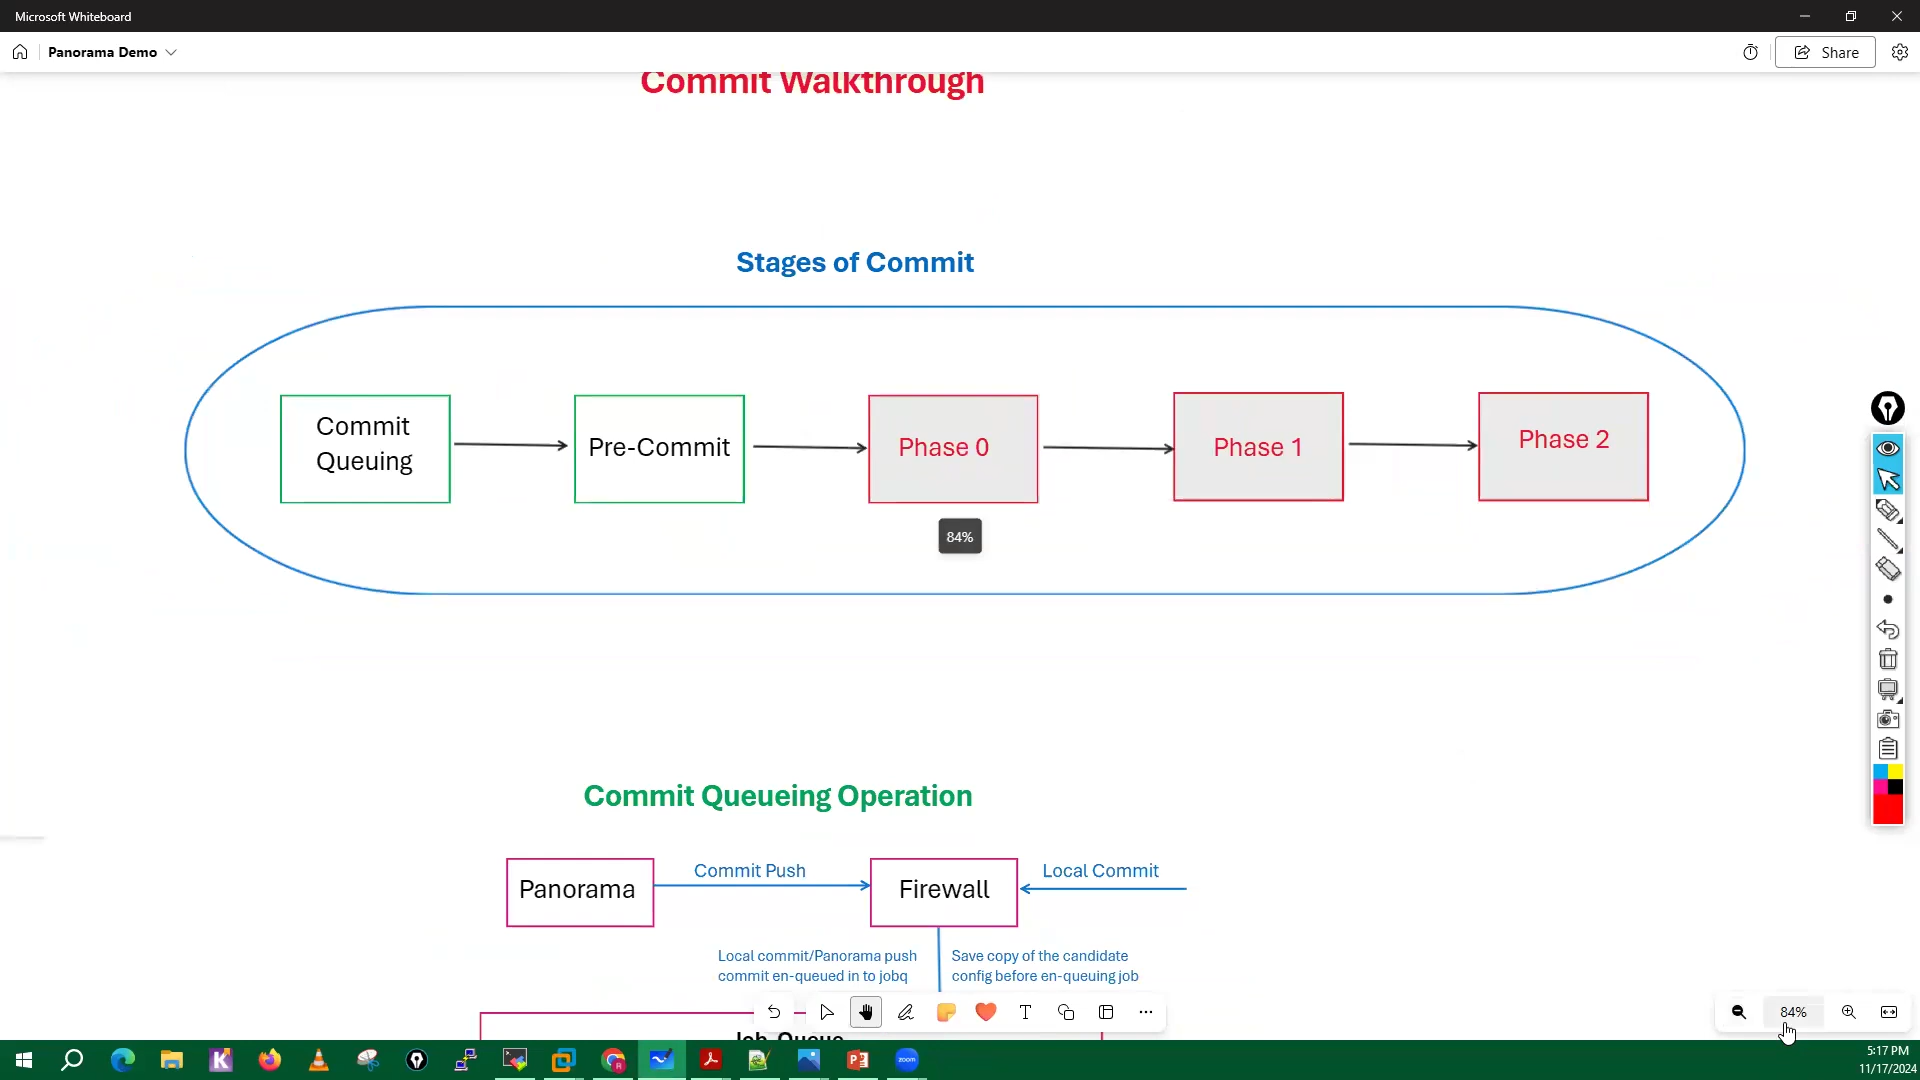 Microsoft Whiteboard
Panorama Demo
Share
Commit Walkthrough
Stages of Commit
Commit
Queuing
Pre-Commit
Phase 0
Phase 1
Phase 2
84%
Commit Queueing Operation
Panorama
Commit Push
Firewall
Local Commit
Local commit/Panorama push
commit en-queued in to jobq
Save copy of the candidate
config before en-queuing job
Job Queue
84%
zoom
5:17 PM
11/17/2024